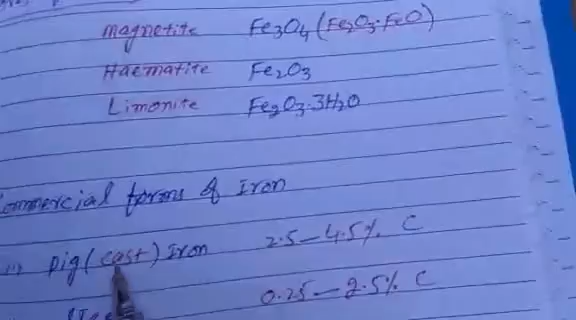 Magnetite Fe3O4 (Fe2O3.FeO)
Haematite Fe2O3
Limonite Fe2O3.3H2O
Commercial forms of Iron
Pig (cast) Iron 2.5-4.5% C
0.25-2.5% C